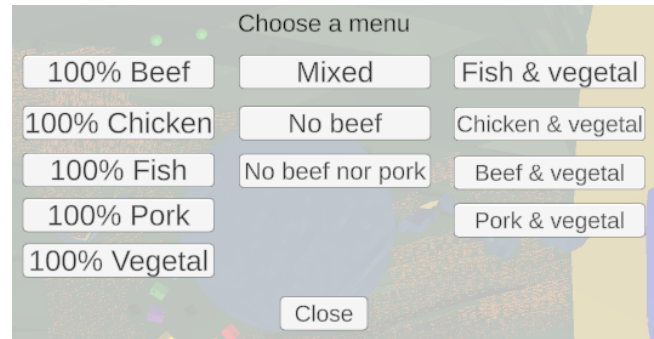 Choose a menu
100% Beef
100% Chicken
100% Fish
100% Pork
100% Vegetal
Mixed
No beef
No beef nor pork
Fish & vegetal
Chicken & vegetal
Beef & vegetal
Pork & vegetal
Close